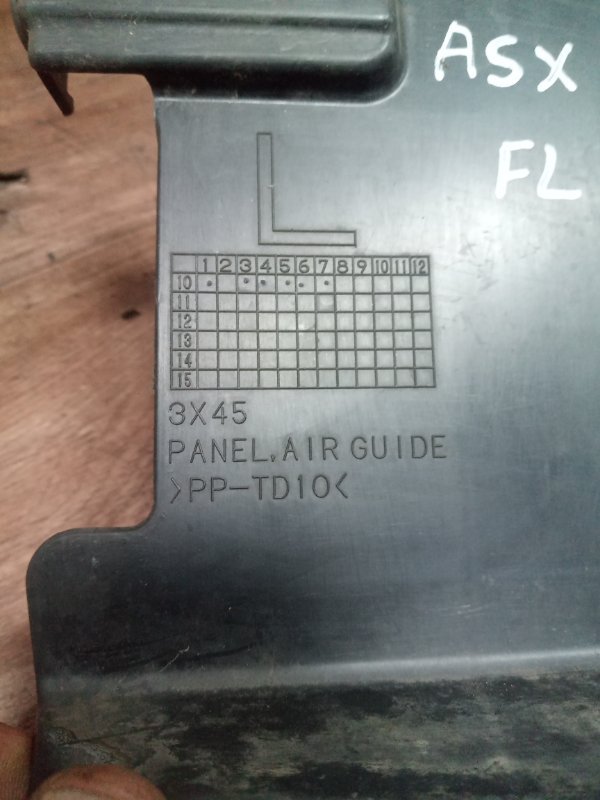 ASX
FL
L
1 2 3 4 5 6 7 8 9 10 11 12
10
11
12
13
14
15
3X45
PANEL, AIR GUIDE
>PP-TD10<